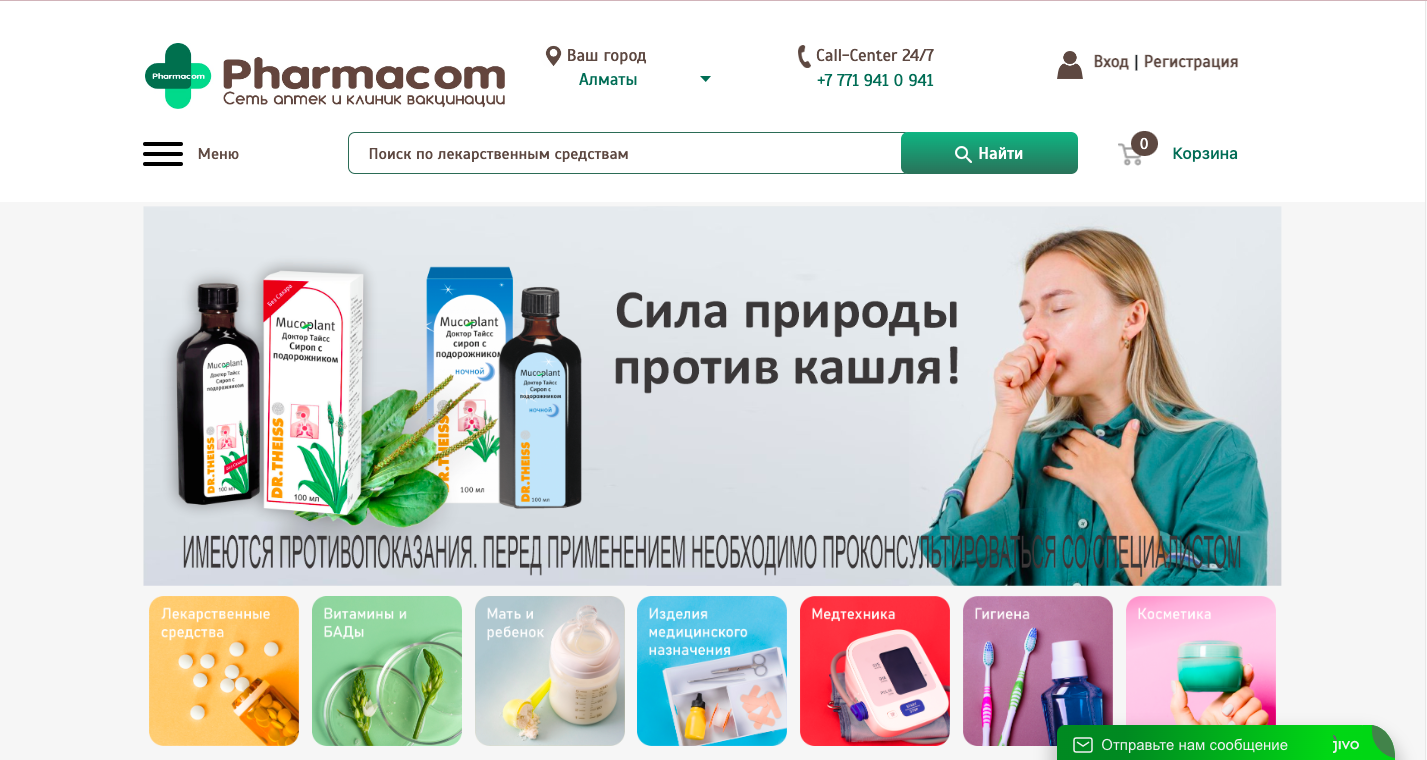 Pharmacom
Pharmacom
Сеть аптек и клиник вакцинации
Ваш город
Алматы
Call-Center 24/7
+7 771 941 0 941
Вход | Регистрация
Меню
Поиск по лекарственным средствам
Найти
0
Корзина
Сила природы
против кашля!
Без Сахара
Mucoplant
Доктор Тайсс
Сироп с
подорожником
DR.THEISS
100 мл
Mucoplant
Доктор Тайсс
Сироп с
подорожником
DR.THEISS
Без Сахара
100 мл
Mucoplant
Доктор Тайсс
сироп с
подорожником
ночной
DR.THEISS
100 мл
Mucoplant
Доктор Тайсс
Сироп с
подорожником
ночной
DR.THEISS
100 мл
ИМЕЮТСЯ ПРОТИВОПОКАЗАНИЯ. ПЕРЕД ПРИМЕНЕНИЕМ НЕОБХОДИМО ПРОКОНСУЛЬТИРОВАТЬСЯ СО СПЕЦИАЛИСТОМ
Лекарственные
средства
Витамины и
БАДы
Мать и
ребенок
Изделия
медицинского
назначения
Медтехника
Гигиена
Косметика
Отправьте нам сообщение
jivo